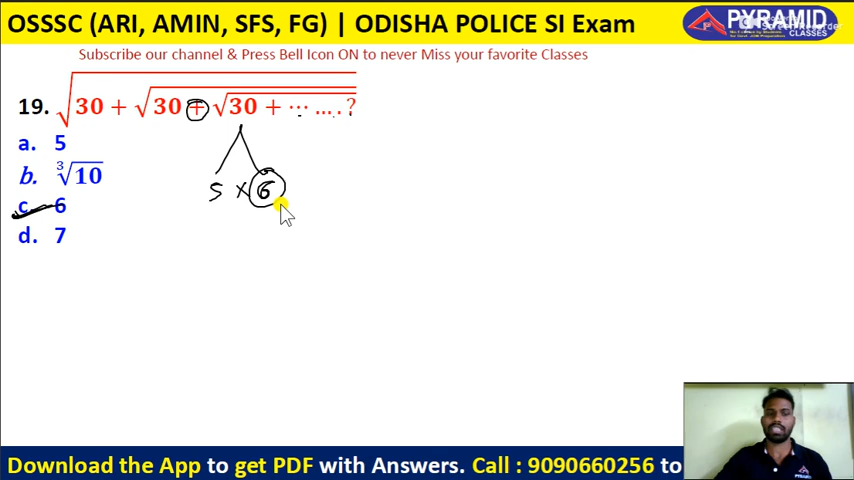 OSSSC (ARI, AMIN, SFS, FG) | ODISHA POLICE SI Exam
PYRAMID
CLASSES
Subscribe our channel & Press Bell Icon ON to never Miss your favorite Classes
19. √30 + √30 + √30 + ⋯ … . ?
5 × 6
a. 5
b. ∛10
c. 6
d. 7
Download the App to get PDF with Answers. Call : 9090660256 to